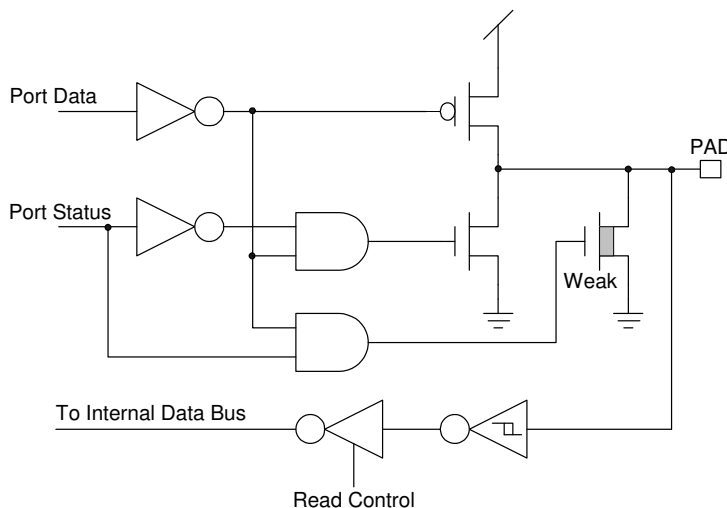 Port Data
PAD
Port Status
Weak
To Internal Data Bus
Read Control